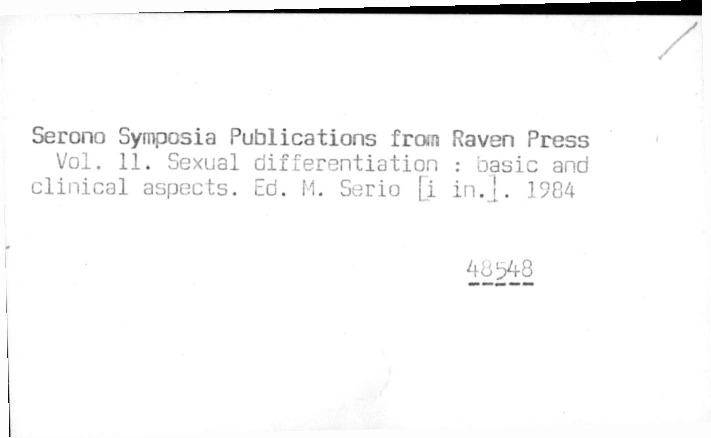 Serono Symposia Publications from Raven Press
Vol. 11. Sexual differentiation : basic and
clinical aspects. Ed. M. Serio [i in.]. 1984
48548